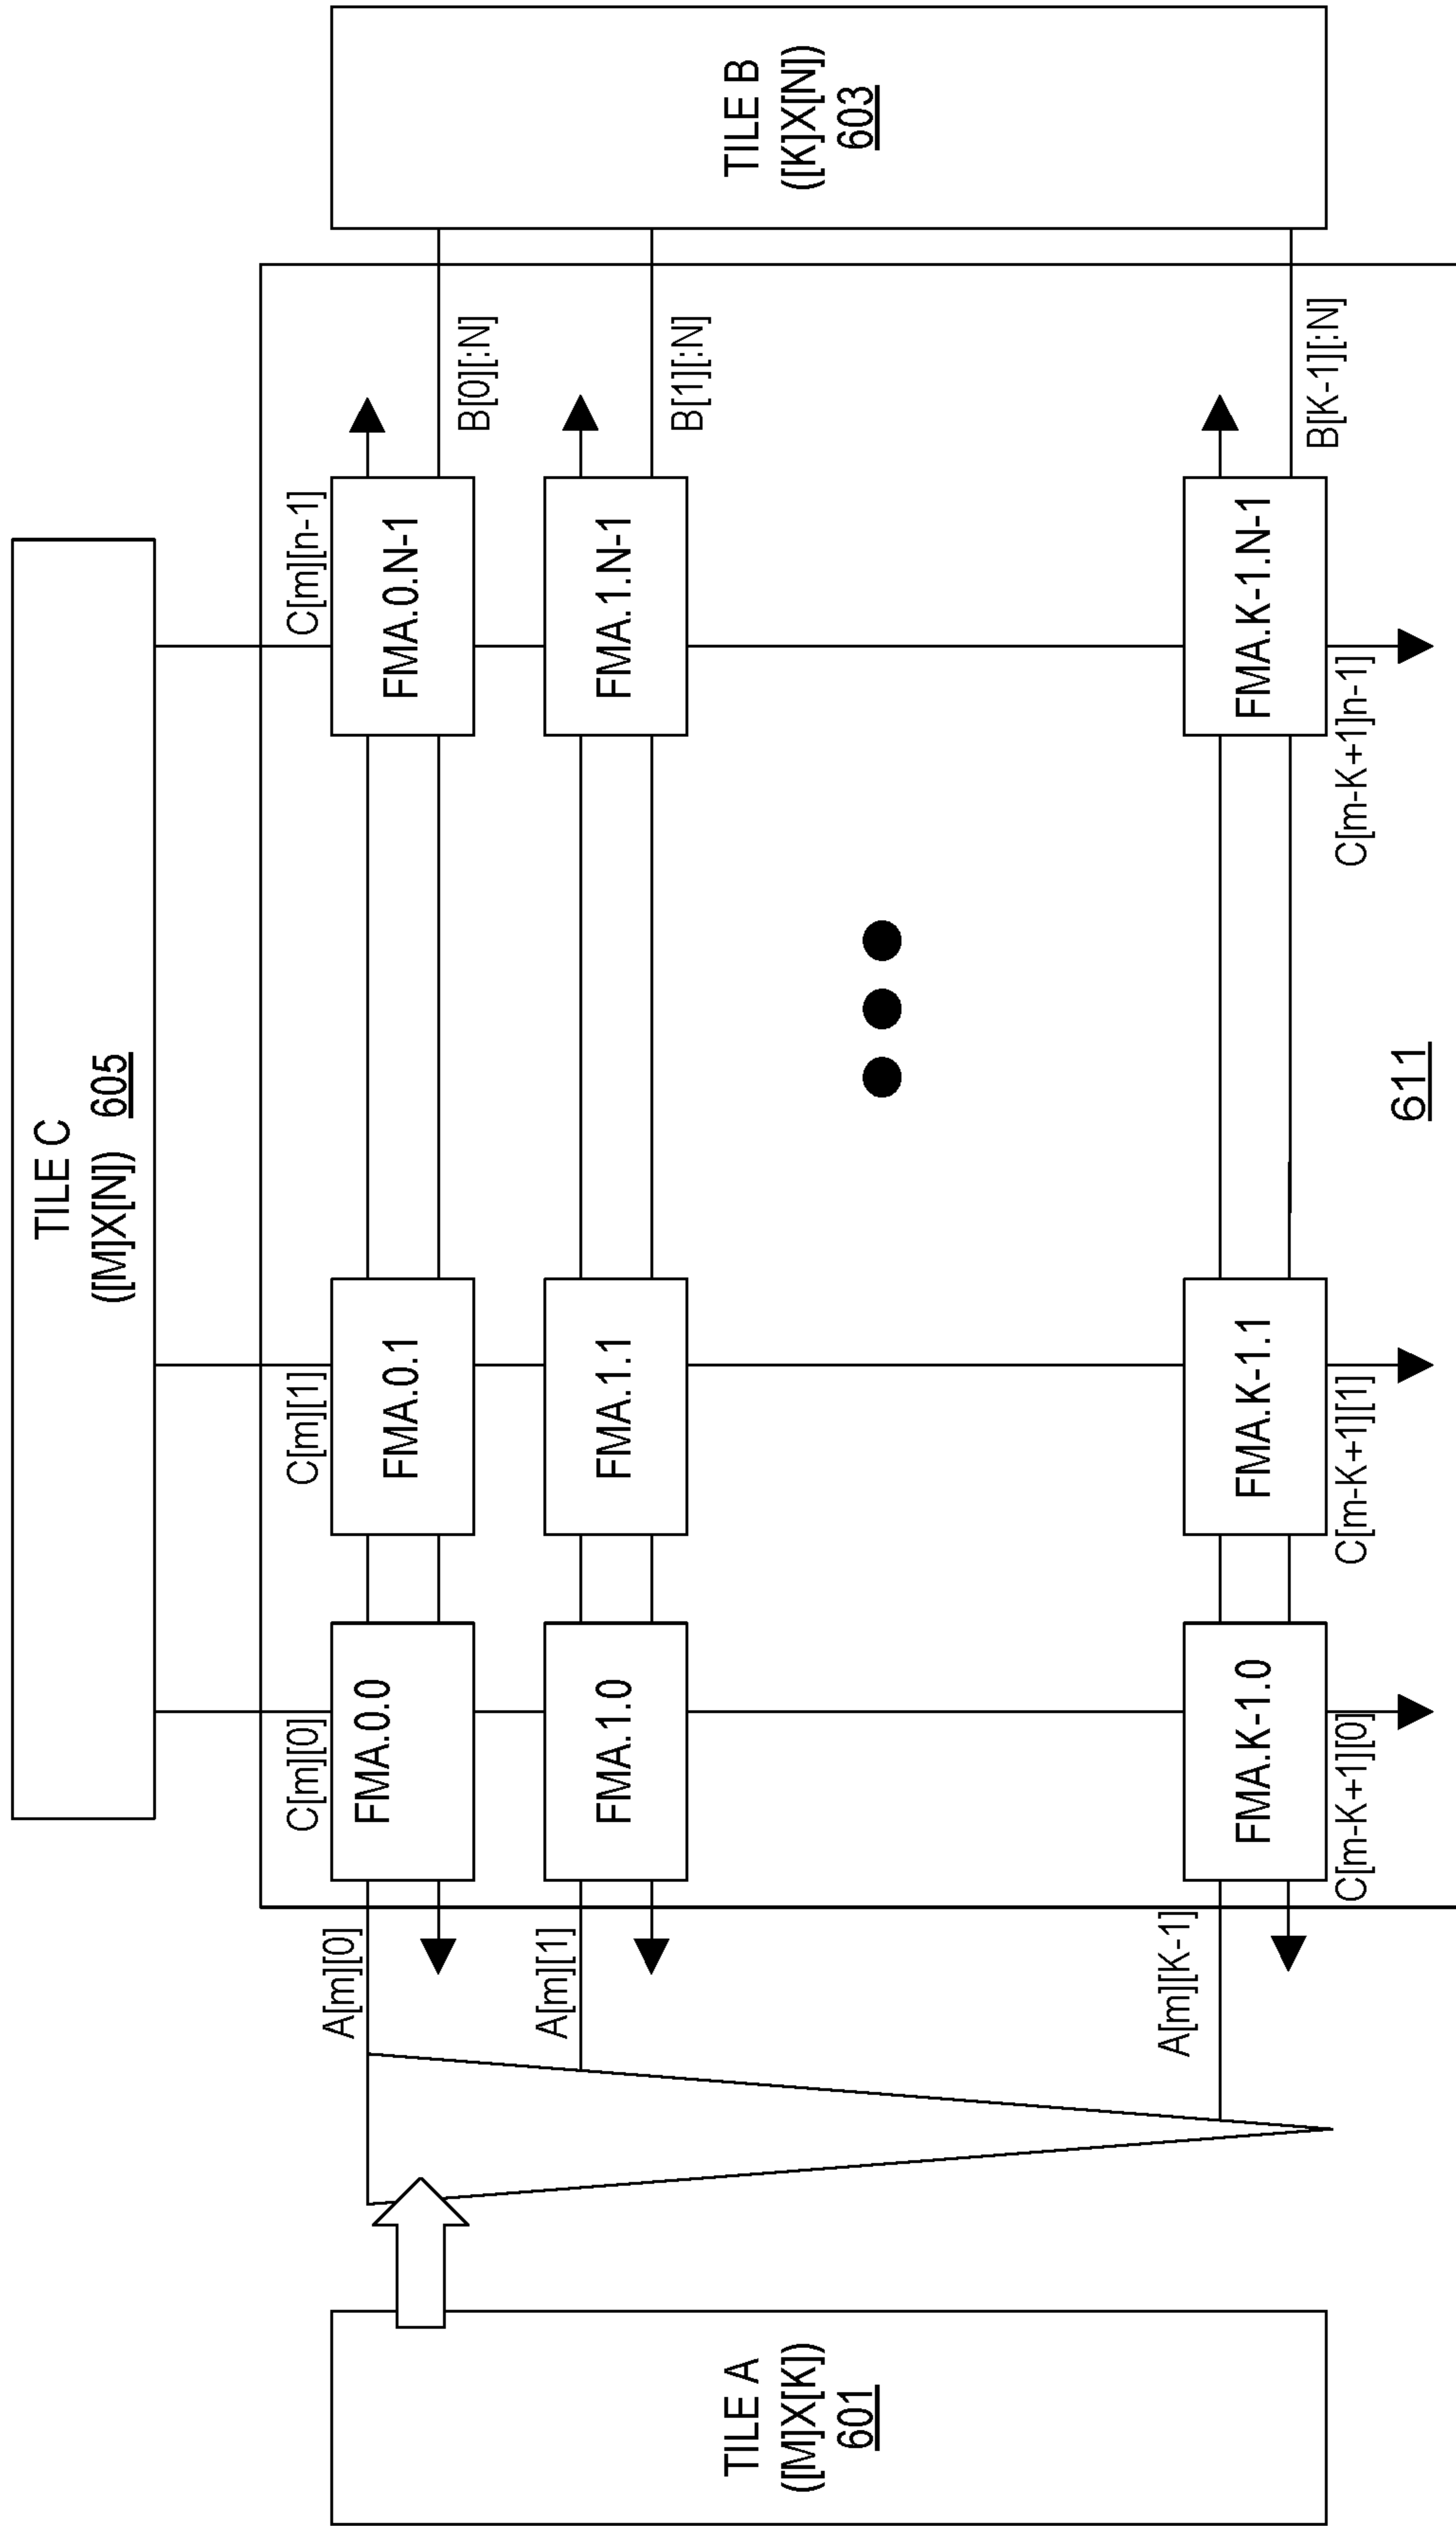 TILE C
([M]X[N]) 605
C[m][0]
C[m][1]
C[m][n-1]
A[m][0]
FMA.0.0
FMA.0.1
FMA.0.N-1
B[0][:N]
A[m][1]
FMA.1.0
FMA.1.1
FMA.1.N-1
B[1][:N]
TILE A
([M]X[K])
601
TILE B
([K]X[N])
603
A[m][K-1]
FMA.K-1.0
FMA.K-1.1
FMA.K-1.N-1
B[K-1][:N]
C[m-K+1][0]
C[m-K+1][1]
C[m-K+1]n-1]
611